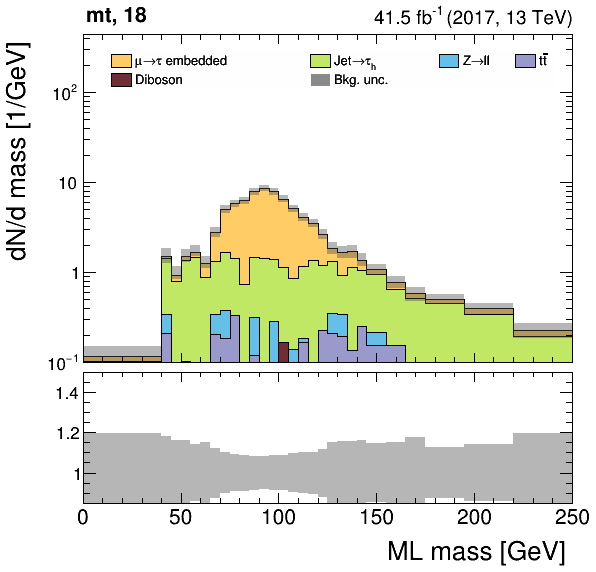 mt, 18 41.5 fb⁻¹ (2017, 13 TeV)
μ→τ embedded Jet→τₕ Z→ll tt̄
Diboson Bkg. unc.
dN/d mass [1/GeV]
10²
10
1
10⁻¹
1.4
1.2
1
0 50 100 150 200 250
ML mass [GeV]